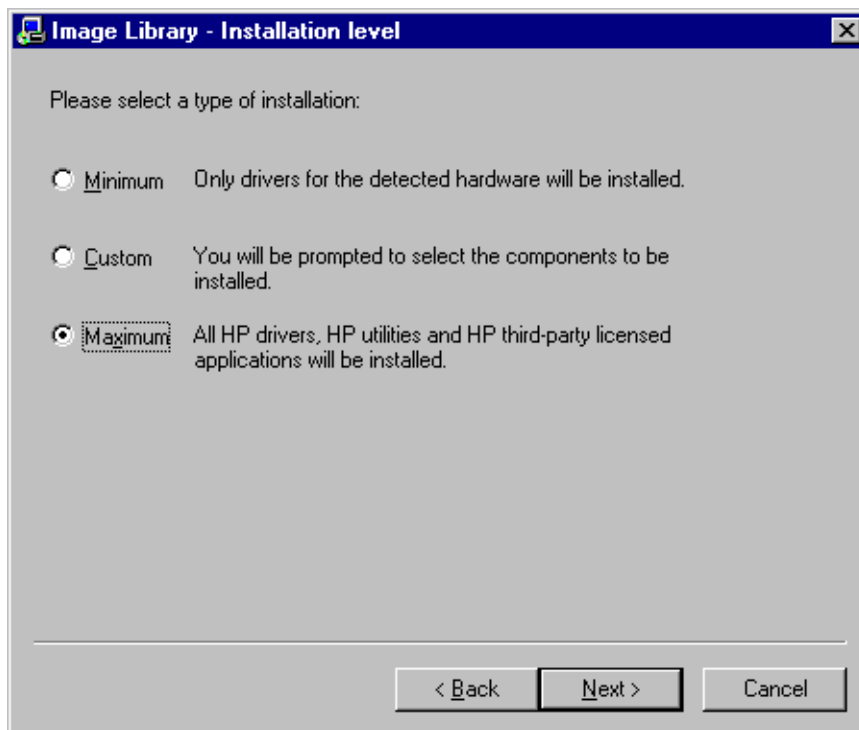 Image Library - Installation level
Please select a type of installation:
Minimum Only drivers for the detected hardware will be installed.
Custom You will be prompted to select the components to be
installed.
Maximum All HP drivers, HP utilities and HP third-party licensed
applications will be installed.
< Back Next > Cancel